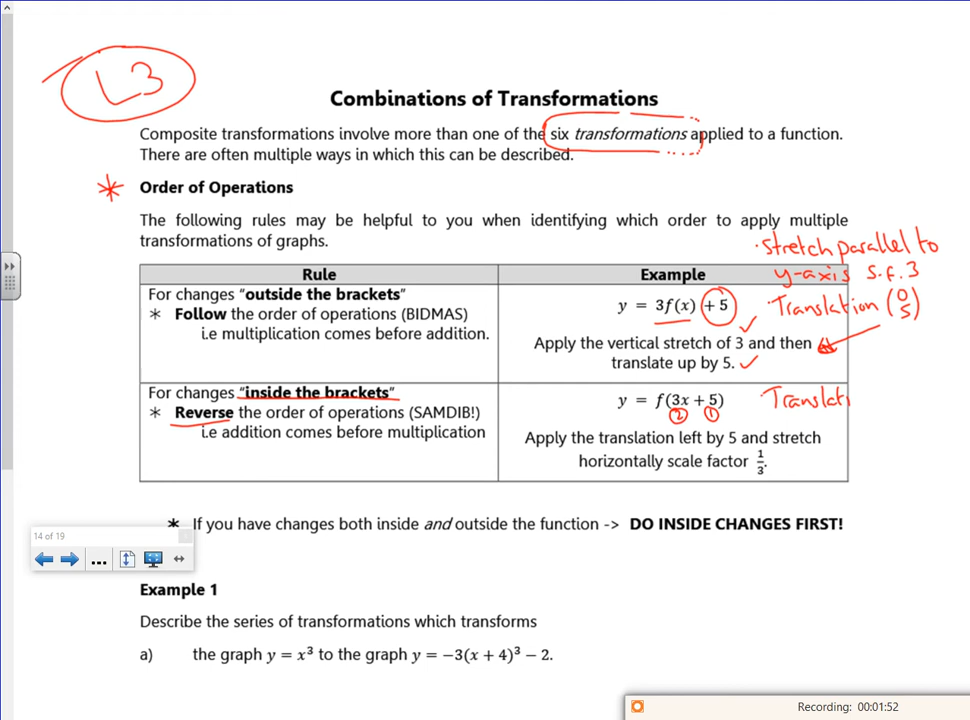 L3
Combinations of Transformations
Composite transformations involve more than one of the six transformations applied to a function.
There are often multiple ways in which this can be described.
* Order of Operations
The following rules may be helpful to you when identifying which order to apply multiple
transformations of graphs.
·stretch parallel to
y-axis s.f. 3
Rule
Example
For changes "outside the brackets"
* Follow the order of operations (BIDMAS)
i.e multiplication comes before addition.
y = 3f(x) + 5
·Translation (0 5)
Apply the vertical stretch of 3 and then
translate up by 5. ✓
For changes "inside the brackets"
* Reverse the order of operations (SAMDIB!)
i.e addition comes before multiplication
y = f(3x + 5)
② ①
·Translati
Apply the translation left by 5 and stretch
horizontally scale factor 1/3.
* If you have changes both inside and outside the function -> DO INSIDE CHANGES FIRST!
14 of 19
...
Example 1
Describe the series of transformations which transforms
a) the graph y = x³ to the graph y = −3(x + 4)³ − 2.
Recording: 00:01:52